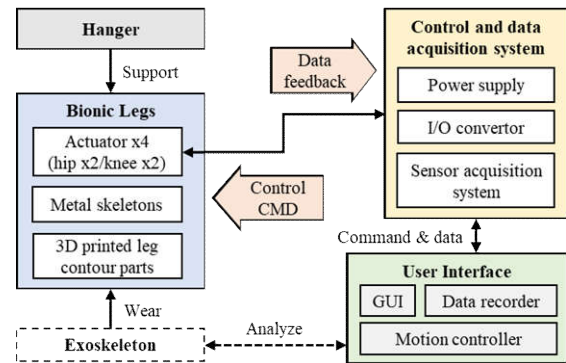 Hanger
Support
Bionic Legs
Actuator x4
(hip x2/knee x2)
Metal skeletons
3D printed leg
contour parts
Wear
Exoskeleton
Data
feedback
Control
CMD
Analyze
Control and data
acquisition system
Power supply
I/O convertor
Sensor acquisition
system
Command & data
User Interface
GUI
Data recorder
Motion controller